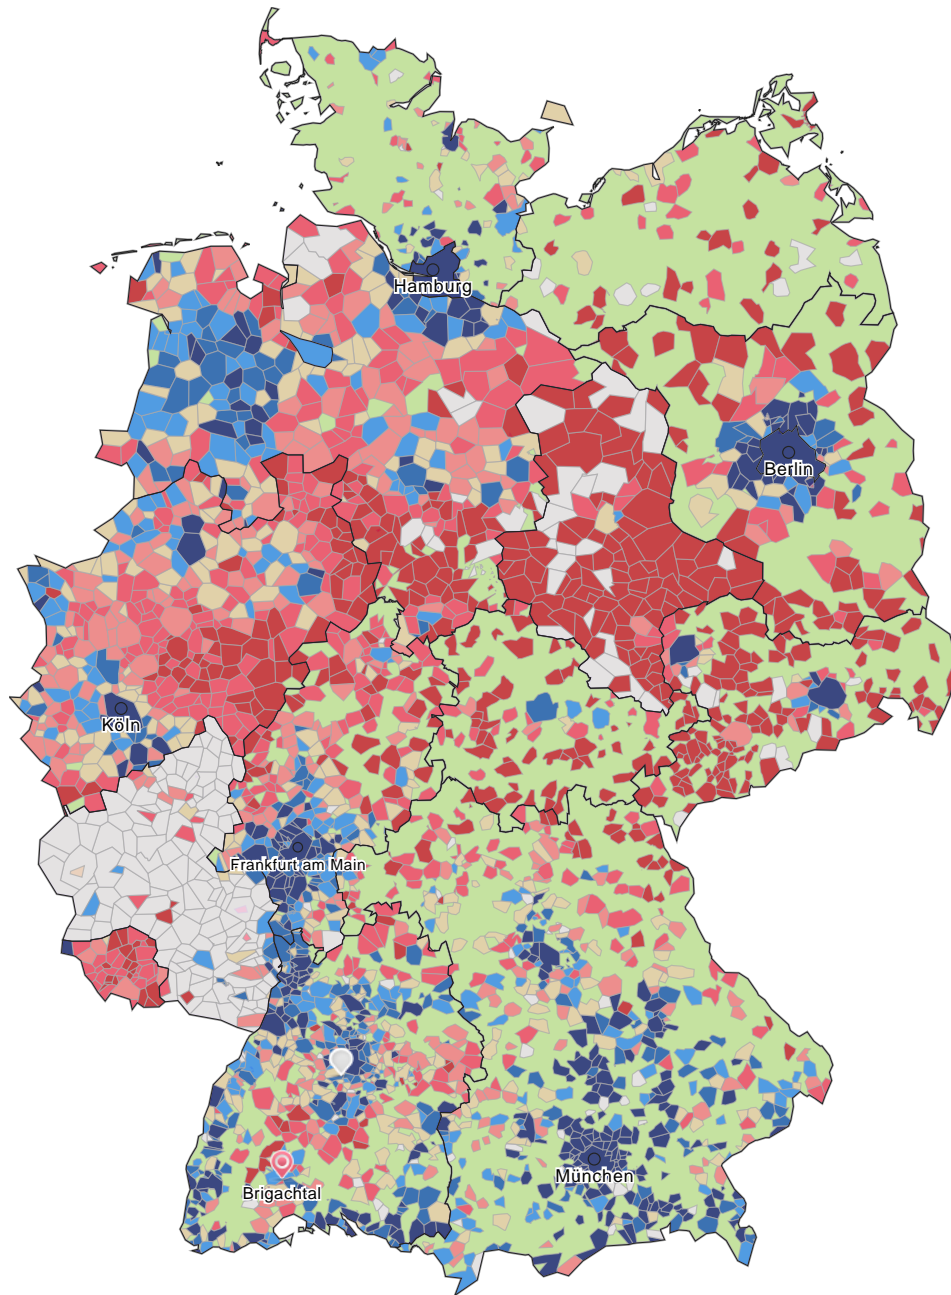 Hamburg
Berlin
Köln
Frankfurt am Main
München
Brigachtal